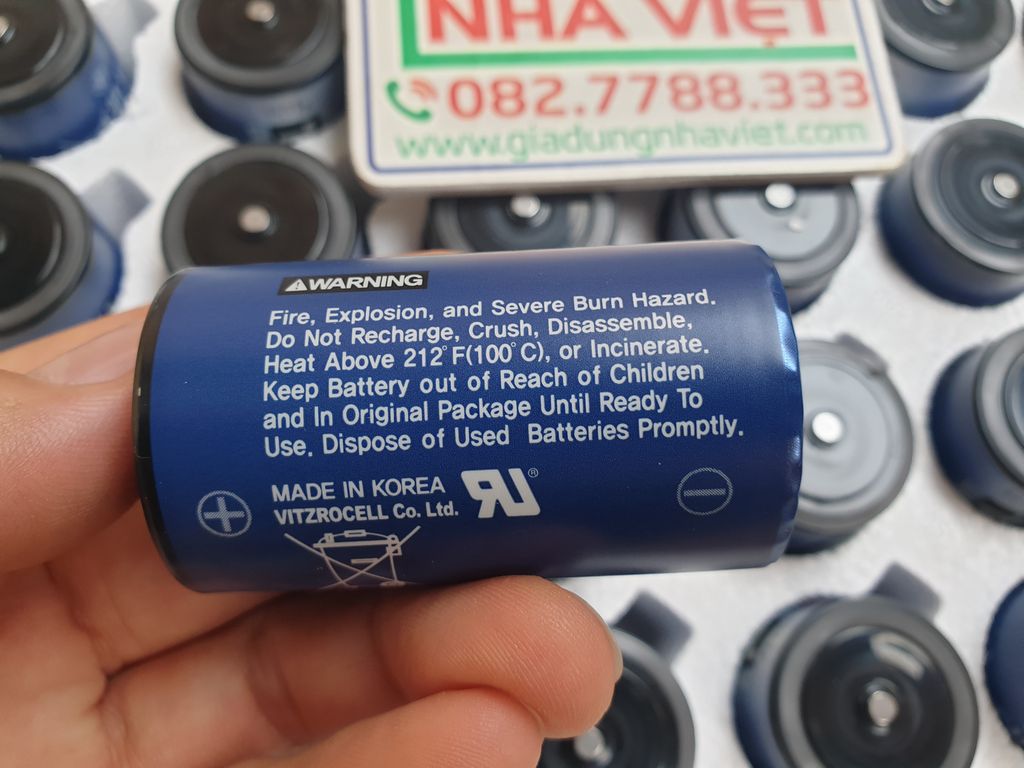 NHÀ VIỆT
082.7788.333
www.giadungnhaviet.com
WARNING
Fire, Explosion, and Severe Burn Hazard.
Do Not Recharge, Crush, Disassemble,
Heat Above 212°F(100°C), or Incinerate.
Keep Battery out of Reach of Children
and In Original Package Until Ready To
Use. Dispose of Used Batteries Promptly.
MADE IN KOREA
VITZROCELL Co. Ltd.